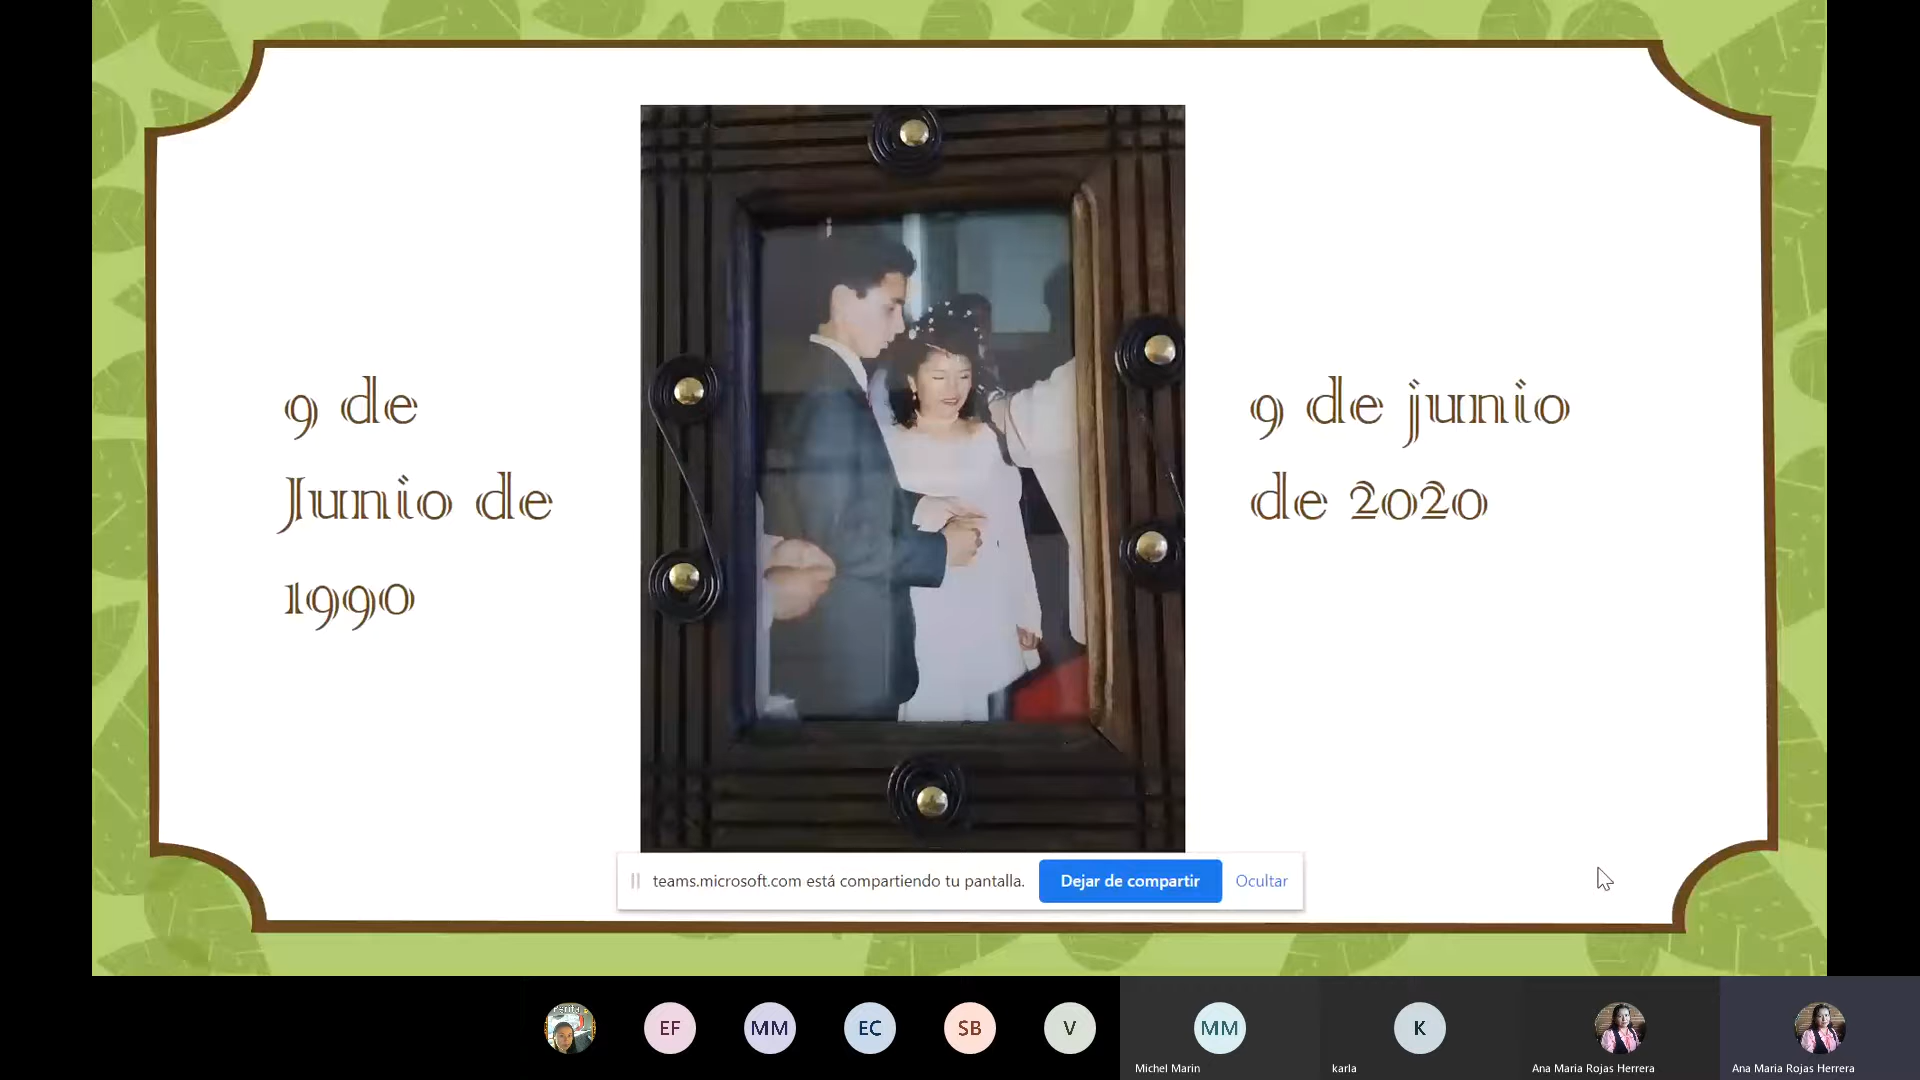 9 de
Junio de
1990
9 de junio
de 2020
teams.microsoft.com está compartiendo tu pantalla.
Dejar de compartir
Ocultar
EF
MM
EC
SB
V
MM
K
Michel Marin
karla
Ana Maria Rojas Herrera
Ana Maria Rojas Herrera